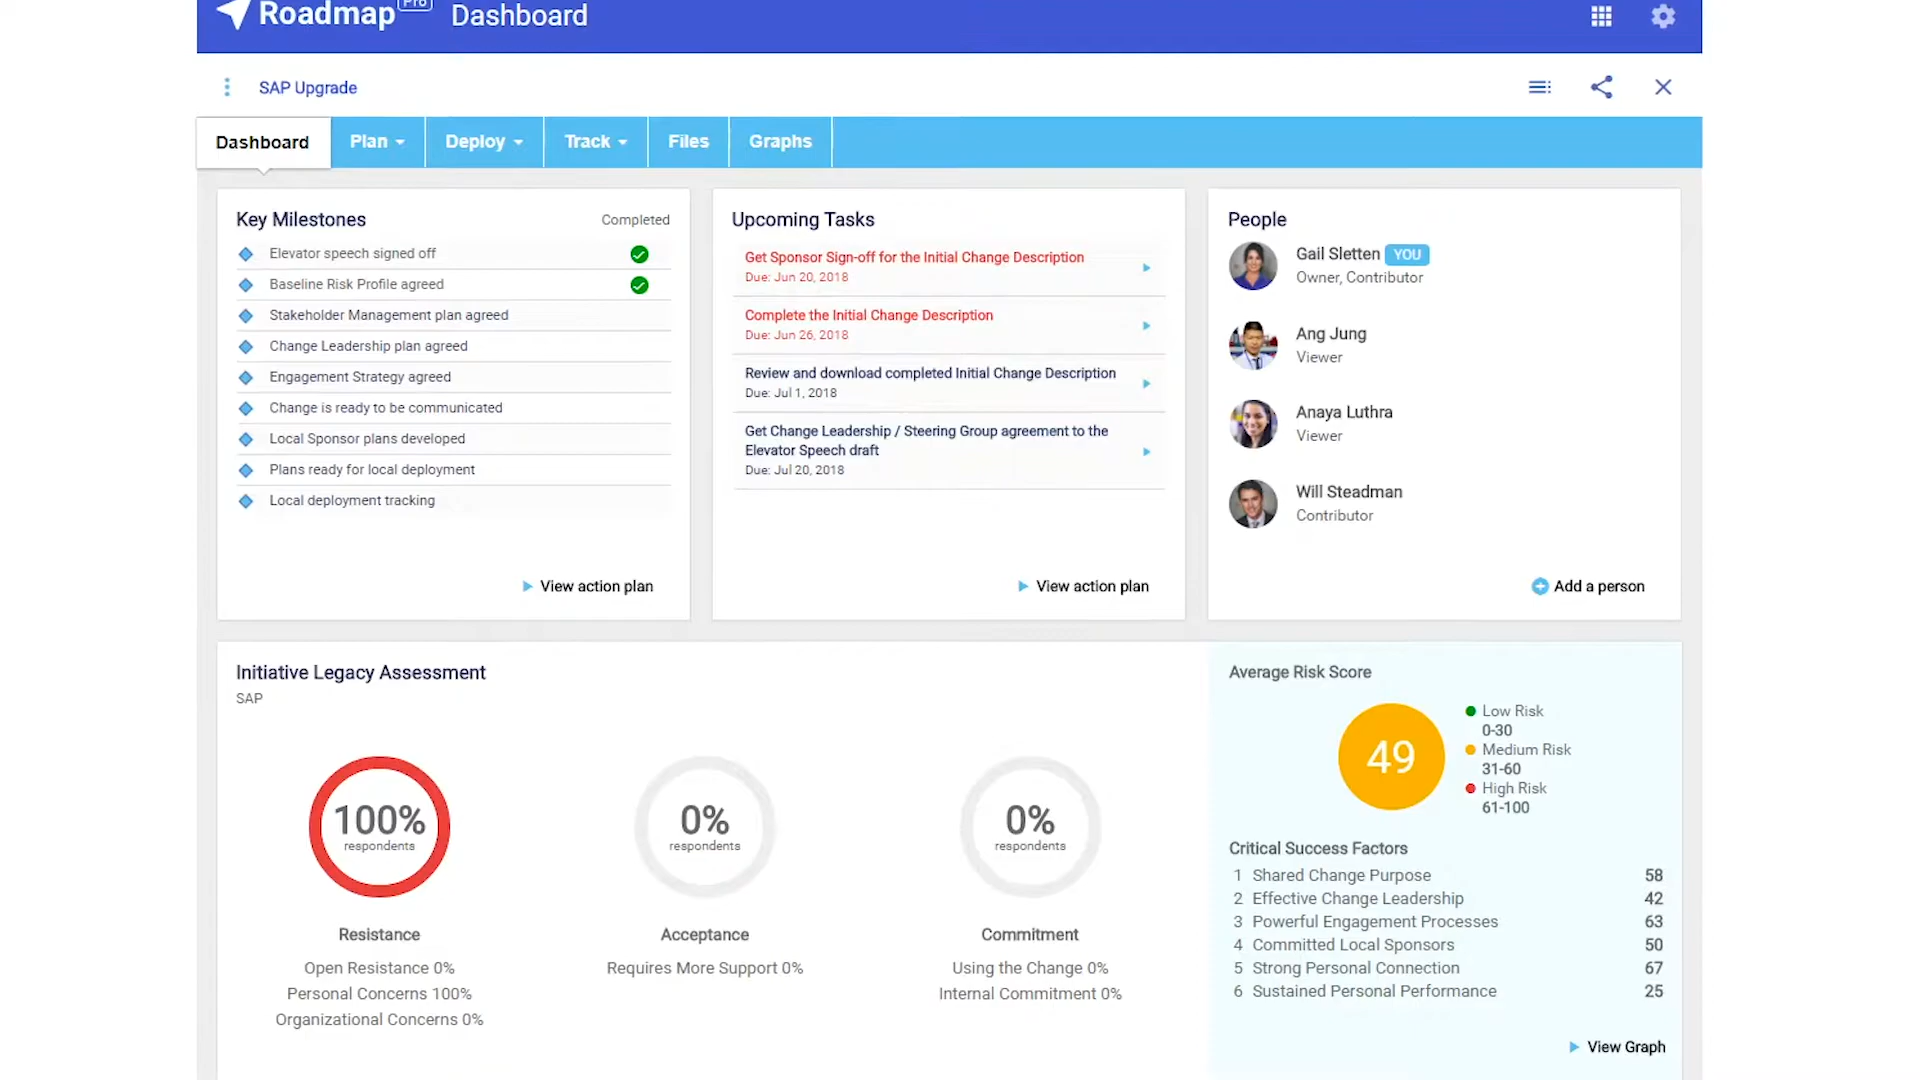 Roadmap Pro Dashboard
SAP Upgrade
Dashboard Plan Deploy Track Files Graphs
Key Milestones Completed
Elevator speech signed off
Baseline Risk Profile agreed
Stakeholder Management plan agreed
Change Leadership plan agreed
Engagement Strategy agreed
Change is ready to be communicated
Local Sponsor plans developed
Plans ready for local deployment
Local deployment tracking
View action plan
Upcoming Tasks
Get Sponsor Sign-off for the Initial Change Description
Due: Jun 20, 2018
Complete the Initial Change Description
Due: Jun 26, 2018
Review and download completed Initial Change Description
Due: Jul 1, 2018
Get Change Leadership / Steering Group agreement to the
Elevator Speech draft
Due: Jul 20, 2018
View action plan
People
Gail Sletten YOU
Owner, Contributor
Ang Jung
Viewer
Anaya Luthra
Viewer
Will Steadman
Contributor
Add a person
Initiative Legacy Assessment
SAP
100%
respondents
Resistance
Open Resistance 0%
Personal Concerns 100%
Organizational Concerns 0%
0%
respondents
Acceptance
Requires More Support 0%
0%
respondents
Commitment
Using the Change 0%
Internal Commitment 0%
Average Risk Score
49
Low Risk
0-30
Medium Risk
31-60
High Risk
61-100
Critical Success Factors
1 Shared Change Purpose 58
2 Effective Change Leadership 42
3 Powerful Engagement Processes 63
4 Committed Local Sponsors 50
5 Strong Personal Connection 67
6 Sustained Personal Performance 25
View Graph